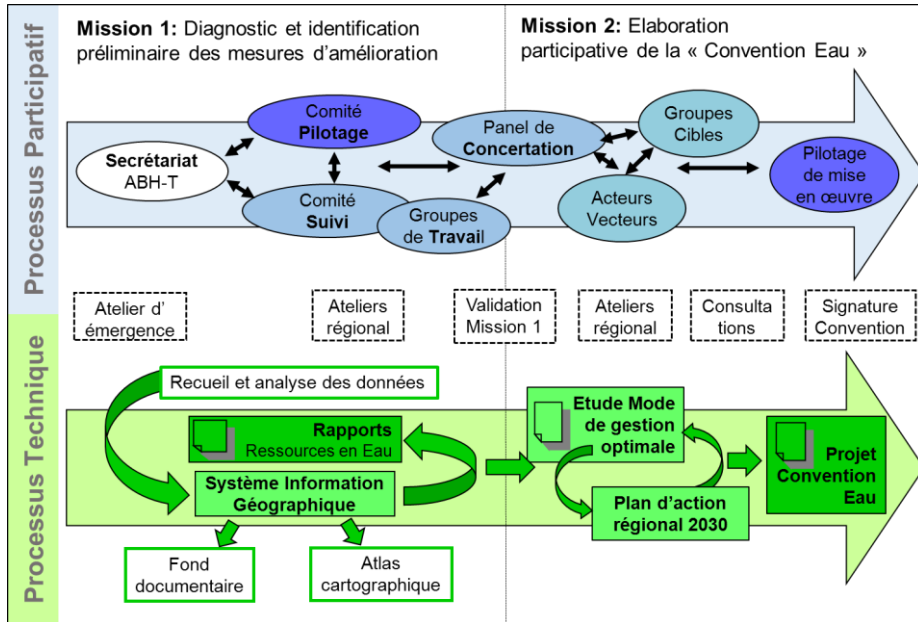 Mission 1: Diagnostic et identification
préliminaire des mesures d'amélioration
Mission 2: Elaboration
participative de la « Convention Eau »
Processus Participatif
Secrétariat
ABH-T
Comité
Pilotage
Comité
Suivi
Groupes
de Travail
Panel de
Concertation
Groupes
Cibles
Acteurs
Vecteurs
Pilotage
de mise
en œuvre
Atelier d'
émergence
Ateliers
régional
Validation
Mission 1
Ateliers
régional
Consulta
tions
Signature
Convention
Processus Technique
Recueil et analyse des données
Rapports
Ressources en Eau
Système Information
Géographique
Fond
documentaire
Atlas
cartographique
Etude Mode
de gestion
optimale
Plan d'action
régional 2030
Projet
Convention
Eau